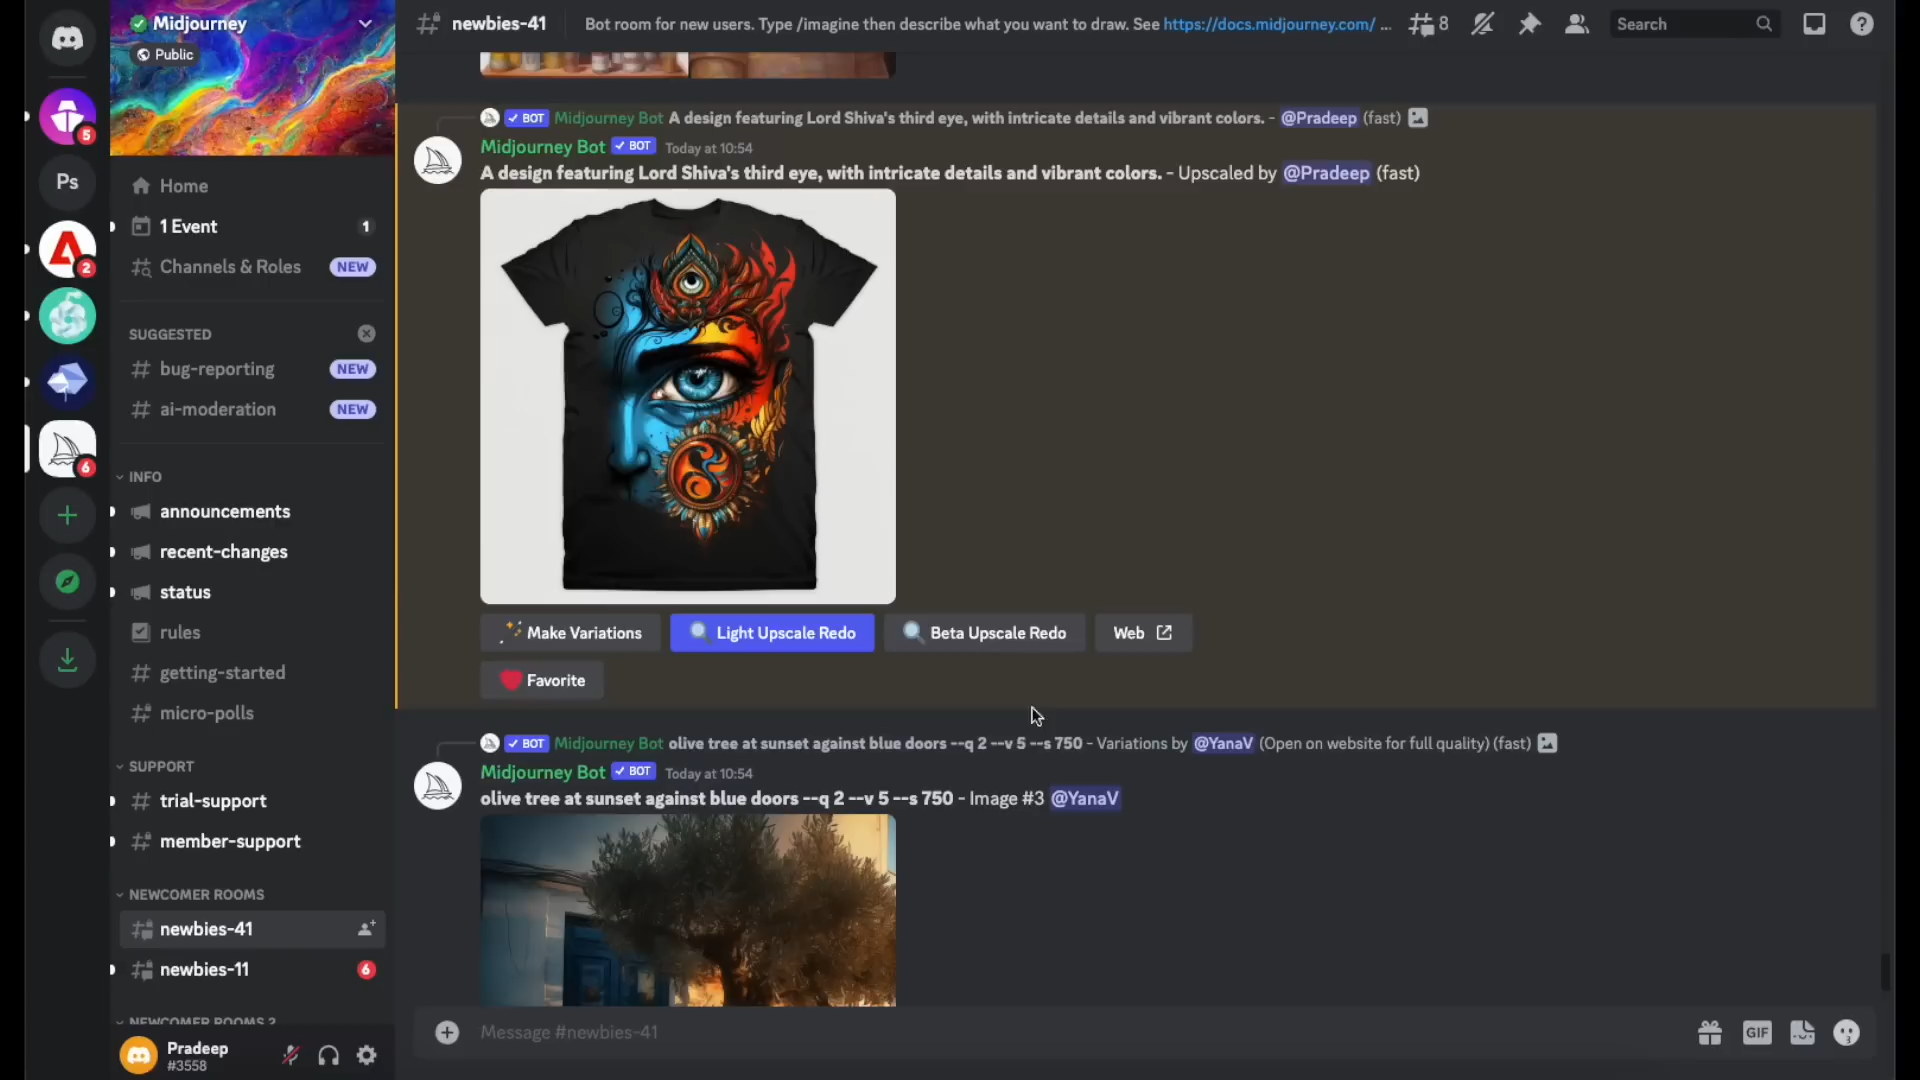 Midjourney
Public
Ps
5
2
6
Home
1 Event 1
Channels & Roles NEW
SUGGESTED
bug-reporting NEW
ai-moderation NEW
INFO
announcements
recent-changes
status
rules
getting-started
micro-polls
SUPPORT
trial-support
member-support
NEWCOMER ROOMS
newbies-41
newbies-11 6
NEWCOMER ROOMS 2
Pradeep
#3558
newbies-41 Bot room for new users. Type /imagine then describe what you want to draw. See https://docs.midjourney.com/ ... 8 Search
BOT Midjourney Bot A design featuring Lord Shiva's third eye, with intricate details and vibrant colors. - @Pradeep (fast)
Midjourney Bot BOT Today at 10:54
A design featuring Lord Shiva's third eye, with intricate details and vibrant colors. - Upscaled by @Pradeep (fast)
Make Variations Light Upscale Redo Beta Upscale Redo Web
Favorite
BOT Midjourney Bot olive tree at sunset against blue doors --q 2 --v 5 --s 750 - Variations by @YanaV (Open on website for full quality) (fast)
Midjourney Bot BOT Today at 10:54
olive tree at sunset against blue doors --q 2 --v 5 --s 750 - Image #3 @YanaV
Message #newbies-41
GIF